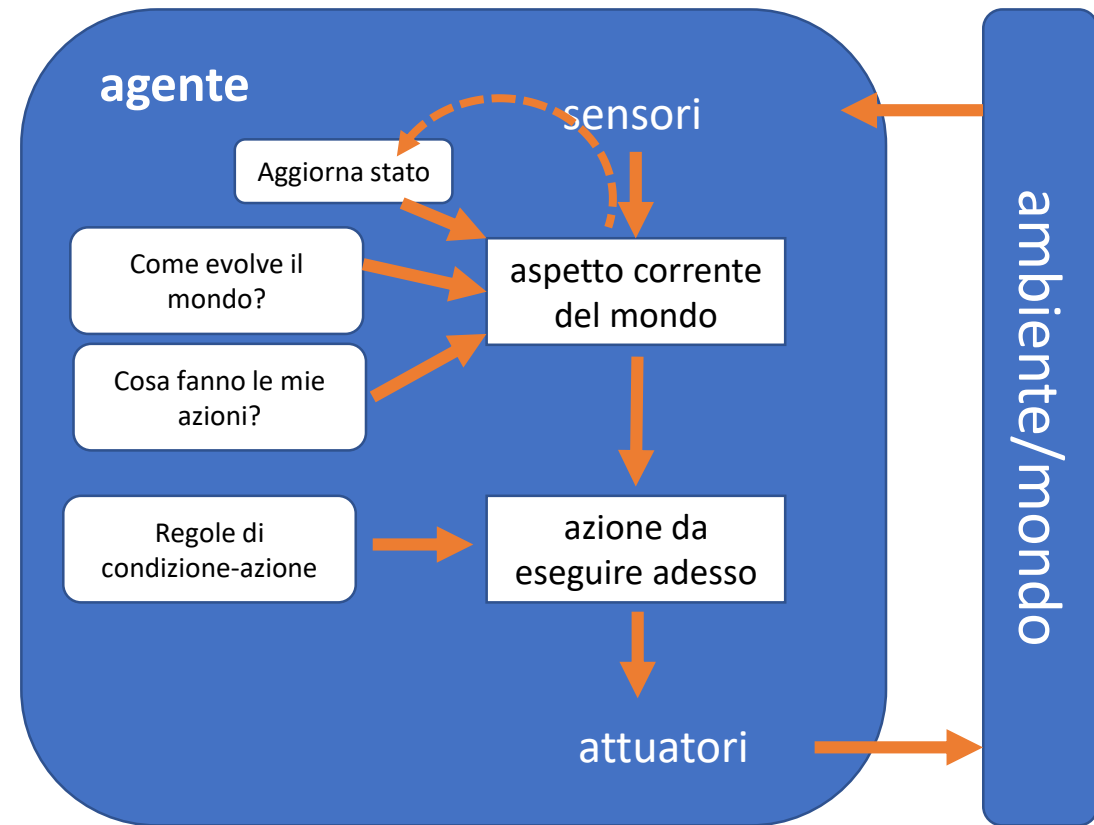 agente
sensori
Aggiorna stato
Come evolve il
mondo?
aspetto corrente
del mondo
Cosa fanno le mie
azioni?
Regole di
condizione-azione
azione da
eseguire adesso
attuatori
ambiente/mondo